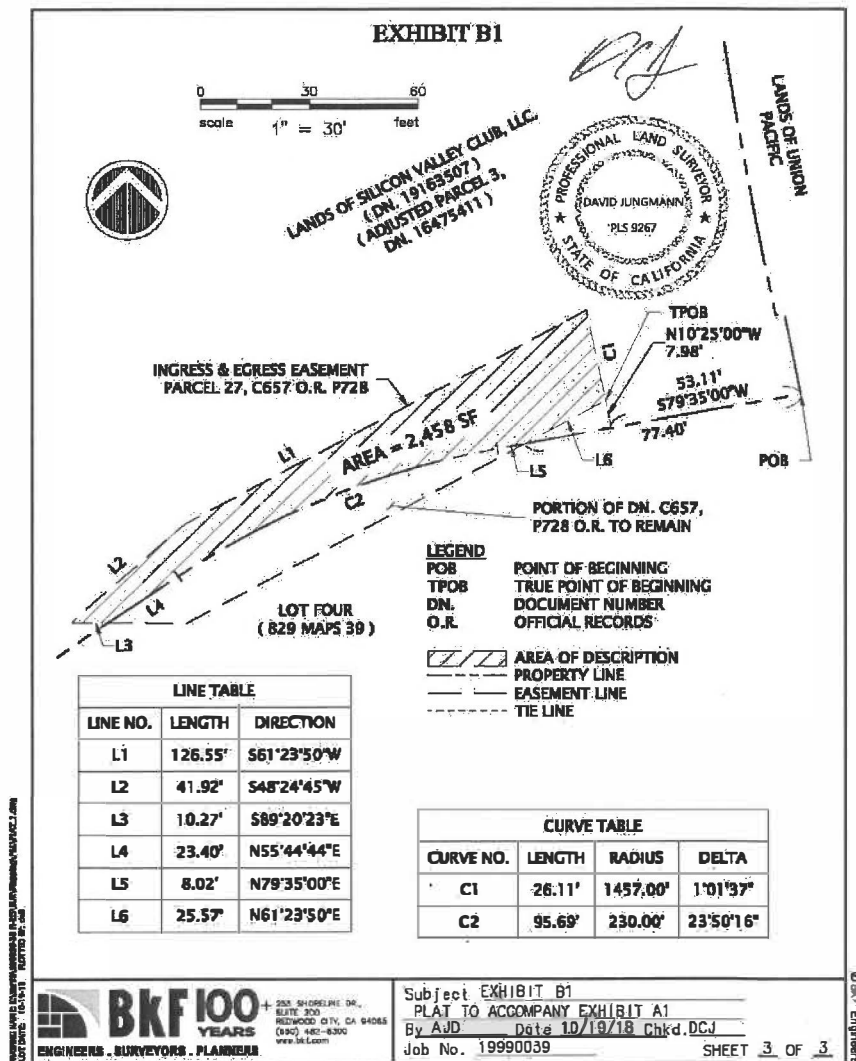 EXHIBIT B1
0 30 60
scale 1" = 30' feet
LANDS OF SILICON VALLEY CLUB, LLC.
( DN. 19163507 )
( ADJUSTED PARCEL 3,
DN. 16475411 )
PROFESSIONAL LAND SURVEYOR
DAVID JUNGMANN
PLS 9267
STATE OF CALIFORNIA
LANDS OF UNION
PACIFIC
TPOB
N10°25'00"W
7.98'
C1
53.11'
S79°35'00"W
77.40'
POB
INGRESS & EGRESS EASEMENT
PARCEL 27, C657 O.R. P728
L1
AREA = 2,458 SF
L6
L5
C2
PORTION OF DN. C657,
P728 O.R. TO REMAIN
L2
L4
L3
LOT FOUR
( 829 MAPS 39 )
LEGEND
POB POINT OF BEGINNING
TPOB TRUE POINT OF BEGINNING
DN. DOCUMENT NUMBER
O.R. OFFICIAL RECORDS
AREA OF DESCRIPTION
PROPERTY LINE
EASEMENT LINE
TIE LINE
LINE TABLE
LINE NO. LENGTH DIRECTION
L1 126.55' S61°23'50"W
L2 41.92' S48°24'45"W
L3 10.27' S89°20'23"E
L4 23.40' N55°44'44"E
L5 8.02' N79°35'00"E
L6 25.57' N61°23'50"E
CURVE TABLE
CURVE NO. LENGTH RADIUS DELTA
C1 26.11' 1457.00' 1°01'37"
C2 95.69' 230.00' 23°50'16"
BKF 100+
YEARS
ENGINEERS . SURVEYORS . PLANNERS
255 SHORELINE DR.,
SUITE 200
REDWOOD CITY, CA 94065
(650) 482-6300
www.bkf.com
Subject EXHIBIT B1
PLAT TO ACCOMPANY EXHIBIT A1
By AJD Date 10/19/18 Chkd.DCJ
Job No. 19990039 SHEET 3 OF 3